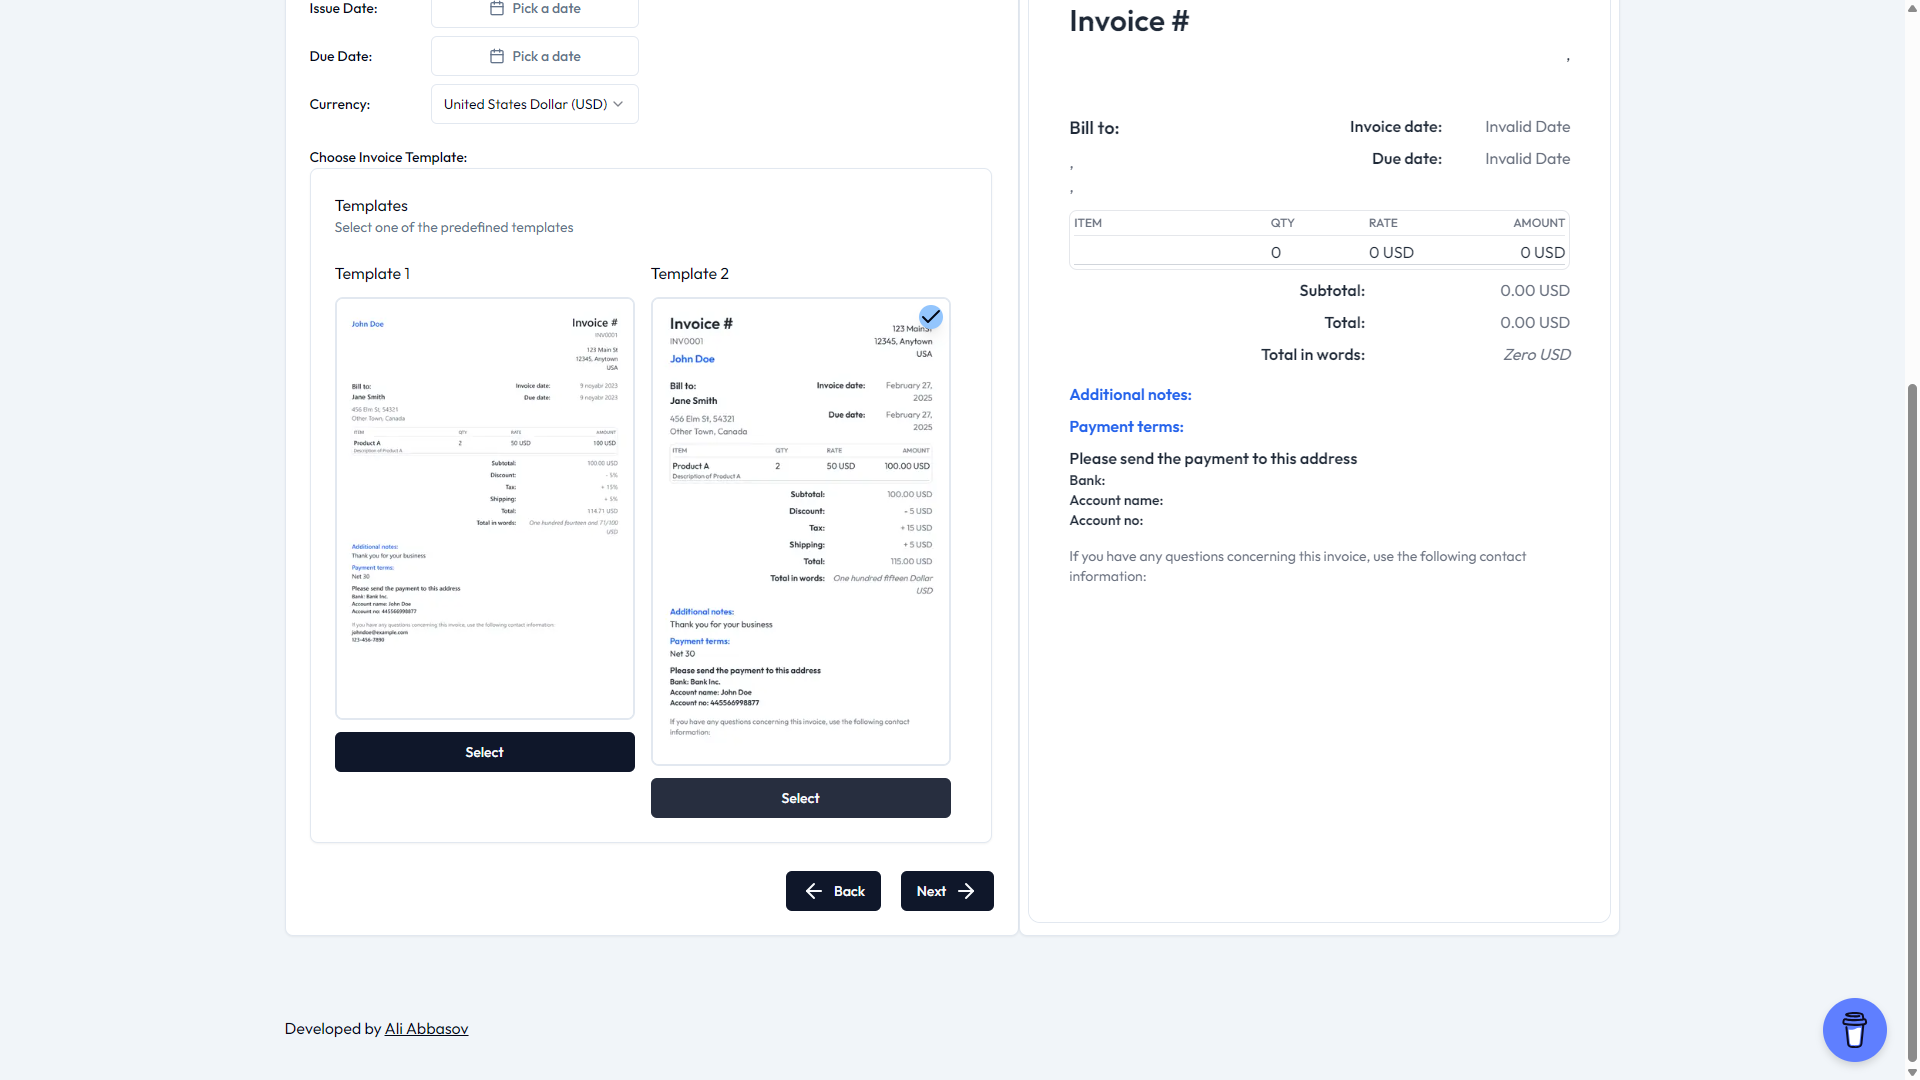 Issue Date:
Pick a date
Due Date:
Pick a date
Currency:
United States Dollar (USD)
Choose Invoice Template:
Templates
Select one of the predefined templates
Template 1
John Doe
Invoice #
INV0001
123 Main St
12345, Anytown
USA
Bill to:
Jane Smith
456 Elm St, 54321
Other Town, Canada
Invoice date: 9 noyabr 2023
Due date: 9 noyabr 2023
ITEM QTY RATE AMOUNT
Product A 2 50 USD 100 USD
Description of Product A
Subtotal: 100.00 USD
Discount: - 5%
Tax: + 15%
Shipping: + 5%
Total: 114.71 USD
Total in words: One hundred fourteen and 71/100
USD
Additional notes:
Thank you for your business
Payment terms:
Net 30
Please send the payment to this address
Bank: Bank Inc.
Account name: John Doe
Account no: 445566998877
If you have any questions concerning this invoice, use the following contact information:
johndoe@example.com
123-456-7890
Select
Template 2
Invoice #
INV0001
John Doe
123 Main St
12345, Anytown
USA
Bill to:
Jane Smith
456 Elm St, 54321
Other Town, Canada
Invoice date: February 27,
2025
Due date: February 27,
2025
ITEM QTY RATE AMOUNT
Product A 2 50 USD 100.00 USD
Description of Product A
Subtotal: 100.00 USD
Discount: - 5 USD
Tax: + 15 USD
Shipping: + 5 USD
Total: 115.00 USD
Total in words: One hundred fifteen Dollar
USD
Additional notes:
Thank you for your business
Payment terms:
Net 30
Please send the payment to this address
Bank: Bank Inc.
Account name: John Doe
Account no: 445566998877
If you have any questions concerning this invoice, use the following contact
information:
Select
Back
Next
Invoice #
,
Bill to:
,
,
Invoice date: Invalid Date
Due date: Invalid Date
ITEM QTY RATE AMOUNT
0 0 USD 0 USD
Subtotal: 0.00 USD
Total: 0.00 USD
Total in words: Zero USD
Additional notes:
Payment terms:
Please send the payment to this address
Bank:
Account name:
Account no:
If you have any questions concerning this invoice, use the following contact
information:
Developed by Ali Abbasov